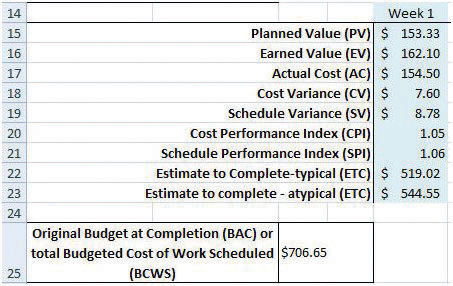 14 Week 1
15 Planned Value (PV) $ 153.33
16 Earned Value (EV) $ 162.10
17 Actual Cost (AC) $ 154.50
18 Cost Variance (CV) $ 7.60
19 Schedule Variance (SV) $ 8.78
20 Cost Performance Index (CPI) 1.05
21 Schedule Performance Index (SPI) 1.06
22 Estimate to Complete-typical (ETC) $ 519.02
23 Estimate to complete - atypical (ETC) $ 544.55
24
Original Budget at Completion (BAC) or
total Budgeted Cost of Work Scheduled $706.65
25 (BCWS)